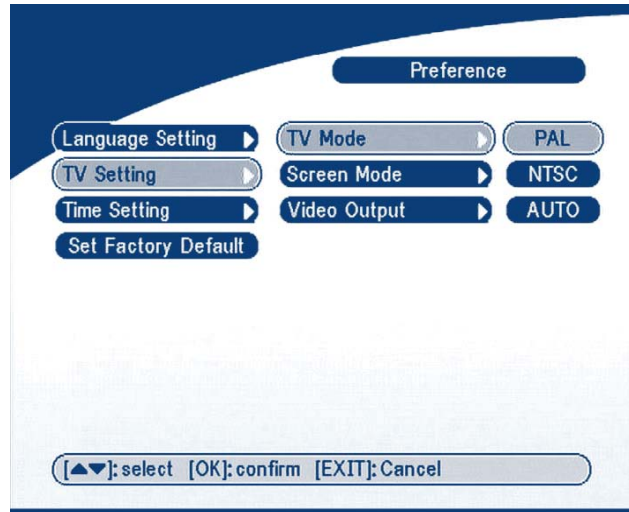 Preference
Language Setting TV Mode PAL
TV Setting Screen Mode NTSC
Time Setting Video Output AUTO
Set Factory Default
[▲▼]: select [OK]: confirm [EXIT]: Cancel